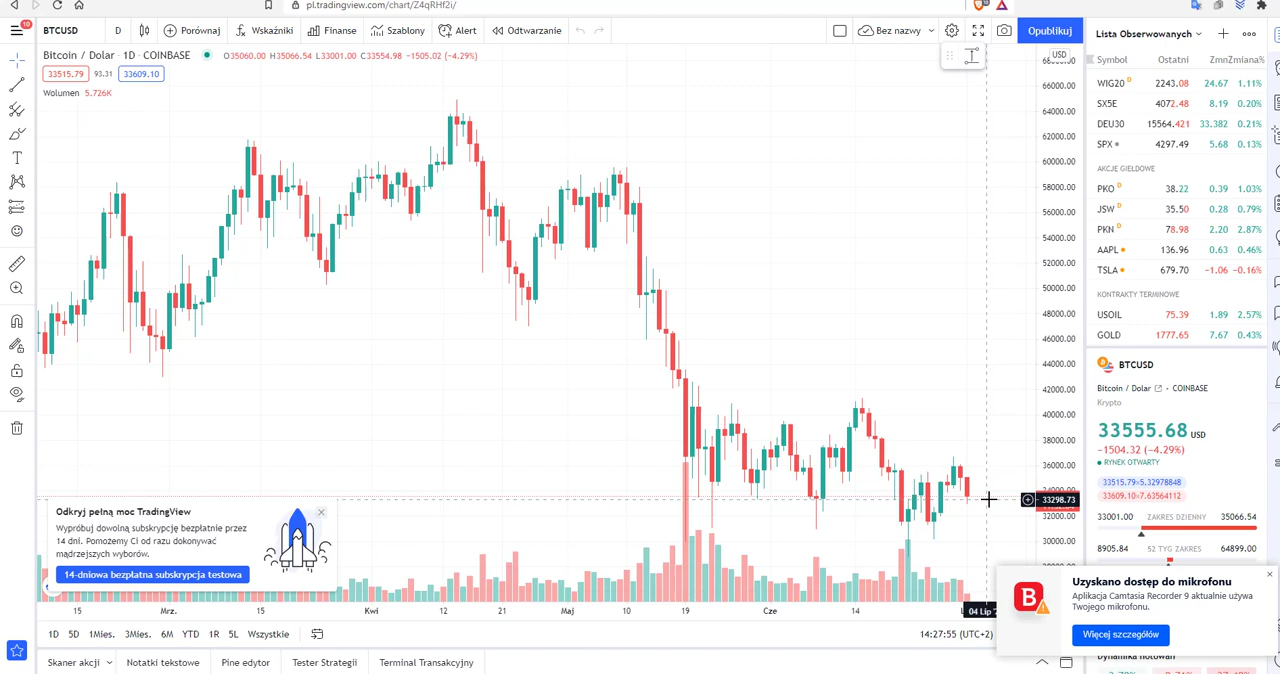 pl.tradingview.com/chart/Z4qRHf2i/
10
BTCUSD D Porównaj Wskaźniki Finanse Szablony Alert Odtwarzanie Bez nazwy Opublikuj
Bitcoin / Dolar · 1D · COINBASE O35060.00 H35066.54 L33001.00 C33554.98 −1505.02 (−4.29%)
33515.79 93.31 33609.10
Wolumen 5.726K
USD
66000.00
64000.00
62000.00
60000.00
58000.00
56000.00
54000.00
52000.00
50000.00
48000.00
46000.00
44000.00
42000.00
40000.00
38000.00
36000.00
33298.73
32000.00
30000.00
Odkryj pełną moc TradingView
Wypróbuj dowolną subskrypcję bezpłatnie przez
14 dni. Pomożemy Ci od razu dokonywać
mądrzejszych wyborów.
14-dniowa bezpłatna subskrypcja testowa
15 Mrz. 15 Kwi 12 21 Maj 10 19 Cze 14 04 Lip
1D 5D 1Mies. 3Mies. 6M YTD 1R 5L Wszystkie
14:27:55 (UTC+2)
Skaner akcji Notatki tekstowe Pine edytor Tester Strategii Terminal Transakcyjny
Lista Obserwowanych
Symbol Ostatni Zmn Zmiana%
WIG20 D 2243.08 24.67 1.11%
SX5E 4072.48 8.19 0.20%
DEU30 15564.421 33.382 0.21%
SPX 4297.49 5.68 0.13%
AKCJE GIEŁDOWE
PKO D 38.22 0.39 1.03%
JSW D 35.50 0.28 0.79%
PKN D 78.98 2.20 2.87%
AAPL 136.96 0.63 0.46%
TSLA 679.70 −1.06 −0.16%
KONTRAKTY TERMINOWE
USOIL 75.39 1.89 2.57%
GOLD 1777.65 7.67 0.43%
BTCUSD
Bitcoin / Dolar · COINBASE
Krypto
33555.68 USD
−1504.32 (−4.29%)
RYNEK OTWARTY
33515.79×5.32978848
33609.10×7.63564112
33001.00 ZAKRES DZIENNY 35066.54
8905.84 52 TYG ZAKRES 64899.00
B
Uzyskano dostęp do mikrofonu
Aplikacja Camtasia Recorder 9 aktualnie używa
Twojego mikrofonu.
Więcej szczegółów
Dynamika notowań